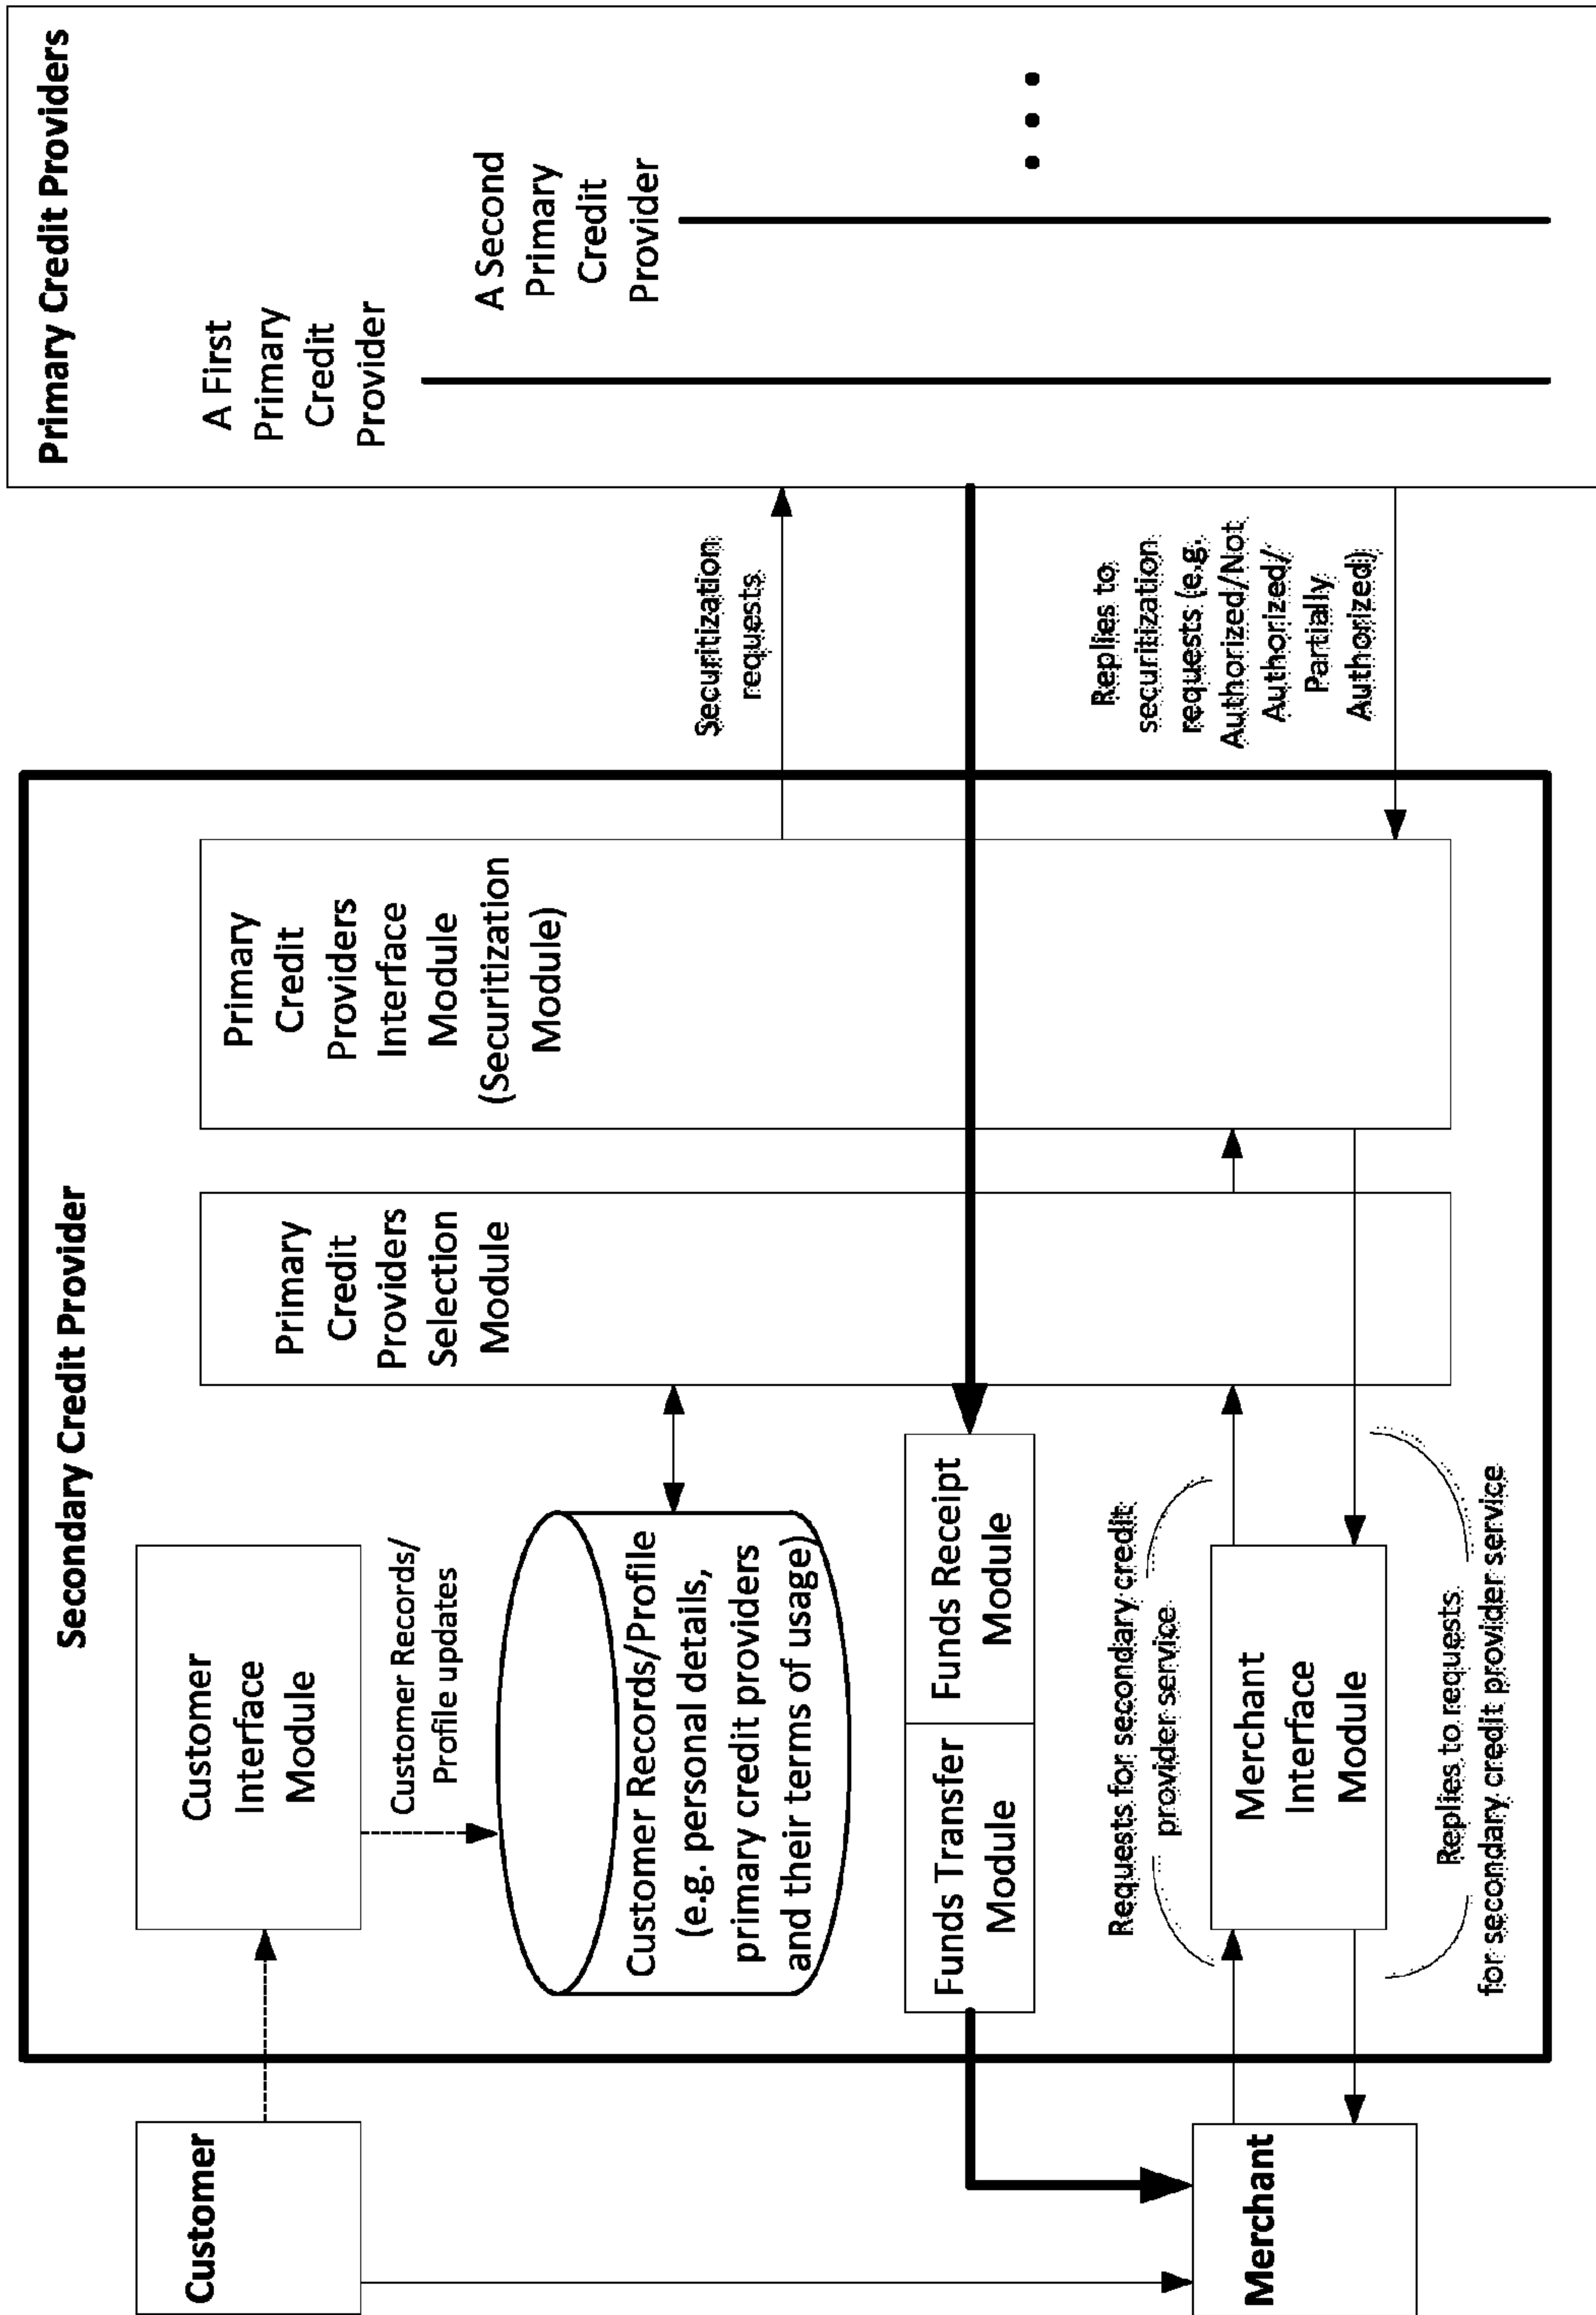 Secondary Credit Provider
Primary Credit Providers
Customer
Customer
Interface
Module
Customer Records/
Profile updates
Customer Records/Profile
(e.g. personal details,
primary credit providers
and their terms of usage)
Primary
Credit
Providers
Selection
Module
Primary
Credit
Providers
Interface
Module
(Securitization
Module)
A First
Primary
Credit
Provider
A Second
Primary
Credit
Provider
Securitization
requests
Funds Transfer
Module
Funds Receipt
Module
Replies to
securitization
requests (e.g.
Authorized/Not
Authorized/
Partially
Authorized)
Requests for secondary credit
provider service
Merchant
Merchant
Interface
Module
Replies to requests
for secondary credit provider service